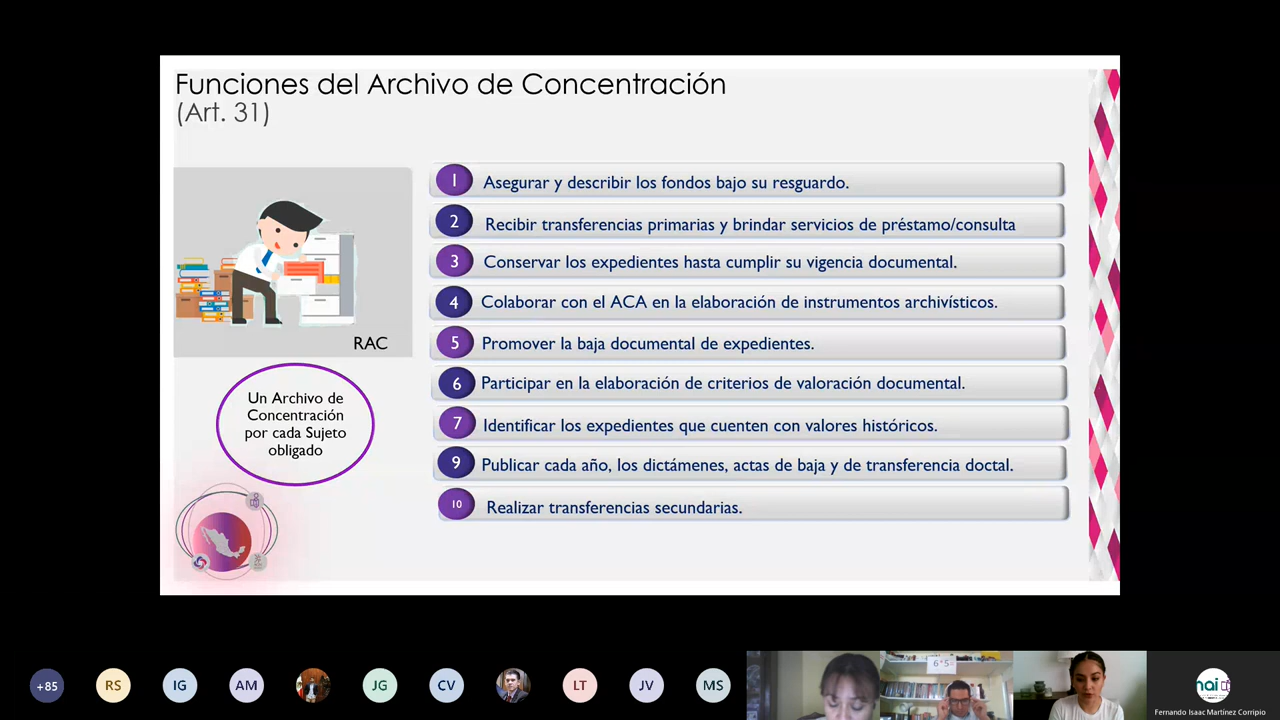 Funciones del Archivo de Concentración
(Art. 31)
RAC
Un Archivo de
Concentración
por cada Sujeto
obligado
1 Asegurar y describir los fondos bajo su resguardo.
2 Recibir transferencias primarias y brindar servicios de préstamo/consulta
3 Conservar los expedientes hasta cumplir su vigencia documental.
4 Colaborar con el ACA en la elaboración de instrumentos archivísticos.
5 Promover la baja documental de expedientes.
6 Participar en la elaboración de criterios de valoración documental.
7 Identificar los expedientes que cuenten con valores históricos.
9 Publicar cada año, los dictámenes, actas de baja y de transferencia doctal.
10 Realizar transferencias secundarias.
+85 RS IG AM JG CV LT JV MS
Fernando Isaac Martínez Corripio